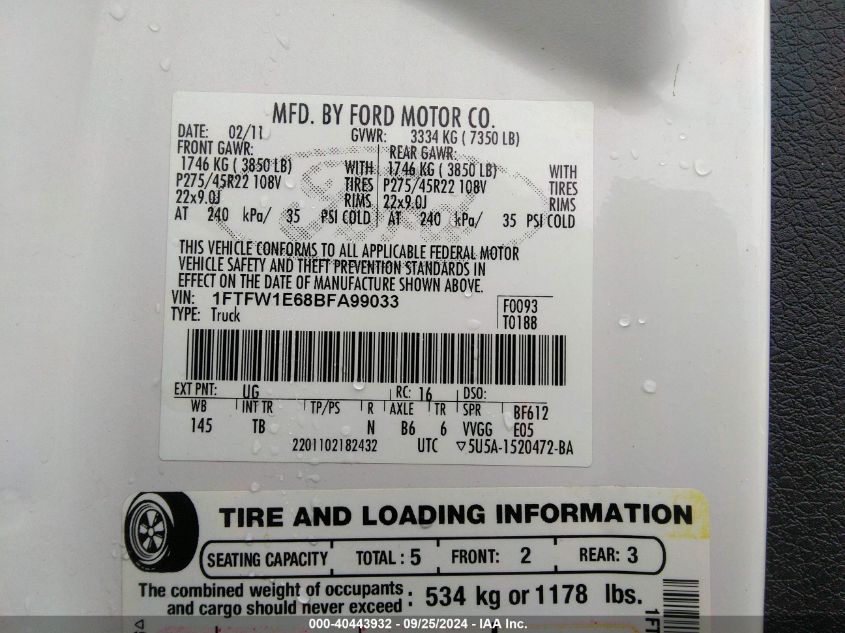 MFD. BY FORD MOTOR CO.
DATE: 02/11 GVWR: 3334 KG ( 7350 LB)
FRONT GAWR: REAR GAWR:
1746 KG ( 3850 LB) WITH 1746 KG ( 3850 LB) WITH
P275/45R22 108V TIRES P275/45R22 108V TIRES
22x9.0J RIMS 22x9.0J RIMS
AT 240 kPa/ 35 PSI COLD AT 240 kPa/ 35 PSI COLD
THIS VEHICLE CONFORMS TO ALL APPLICABLE FEDERAL MOTOR
VEHICLE SAFETY AND THEFT PREVENTION STANDARDS IN
EFFECT ON THE DATE OF MANUFACTURE SHOWN ABOVE.
VIN: 1FTFW1E68BFA99033 F0093
TYPE: Truck T0188
EXT PNT: UG RC: 16 DSO:
WB INT TR TP/PS R AXLE TR SPR BF612
145 TB N B6 6 VVGG E05
2201102182432 UTC ▽5U5A-1520472-BA
TIRE AND LOADING INFORMATION
SEATING CAPACITY TOTAL : 5 FRONT: 2 REAR: 3
The combined weight of occupants
and cargo should never exceed : 534 kg or 1178 lbs.
1FT
000-40443932 - 09/25/2024 - IAA Inc.